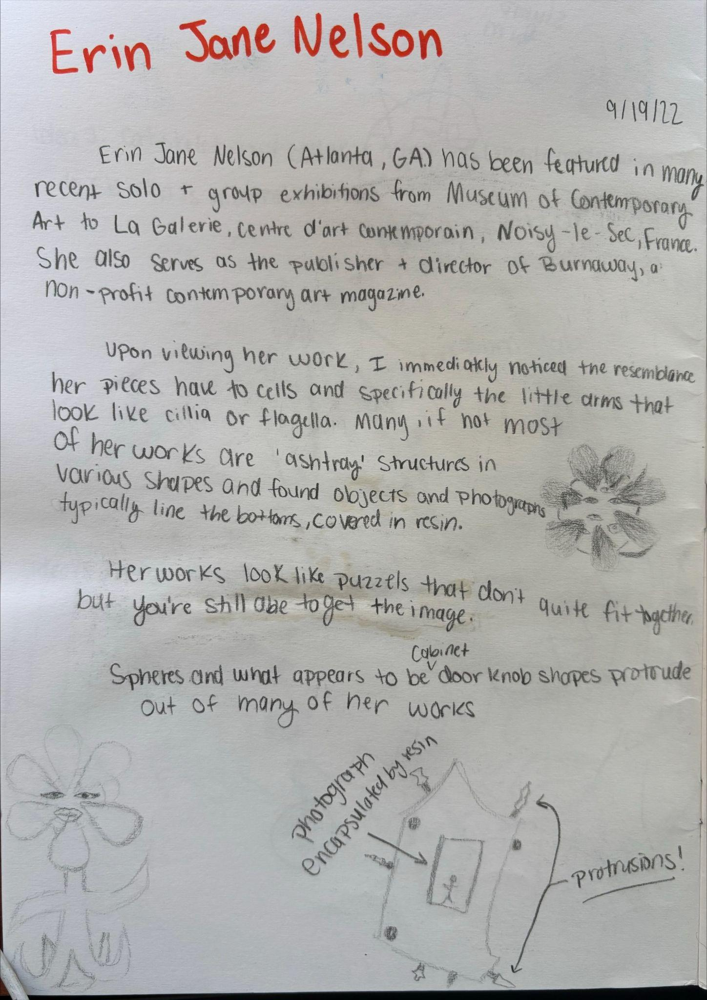 Erin Jane Nelson
9/19/22
Erin Jane Nelson (Atlanta, GA.) has been featured in many
recent solo + group exhibitions from Museum of Contemporary
Art to La Galerie, centre d'art contemporain, Noisy-le-Sec, France.
She also serves as the publisher + director of Burnaway, a
non-profit contemporary art magazine.
Upon viewing her work, I immediatly noticed the resemblance
her pieces have to cells and specifically the little arms that
look like cillia or flagella. Many, if not most
of her works are 'ashtray' structures in
various shapes and found objects and photographs
typically line the bottoms, covered in resin.
Her works look like puzzels that don't quite fit together,
but you're still abe to get the image.
Cabinet
Spheres and what appears to be door knob shapes protrude
out of many of her works
Photograph
encapsulated by resin
protrusions!